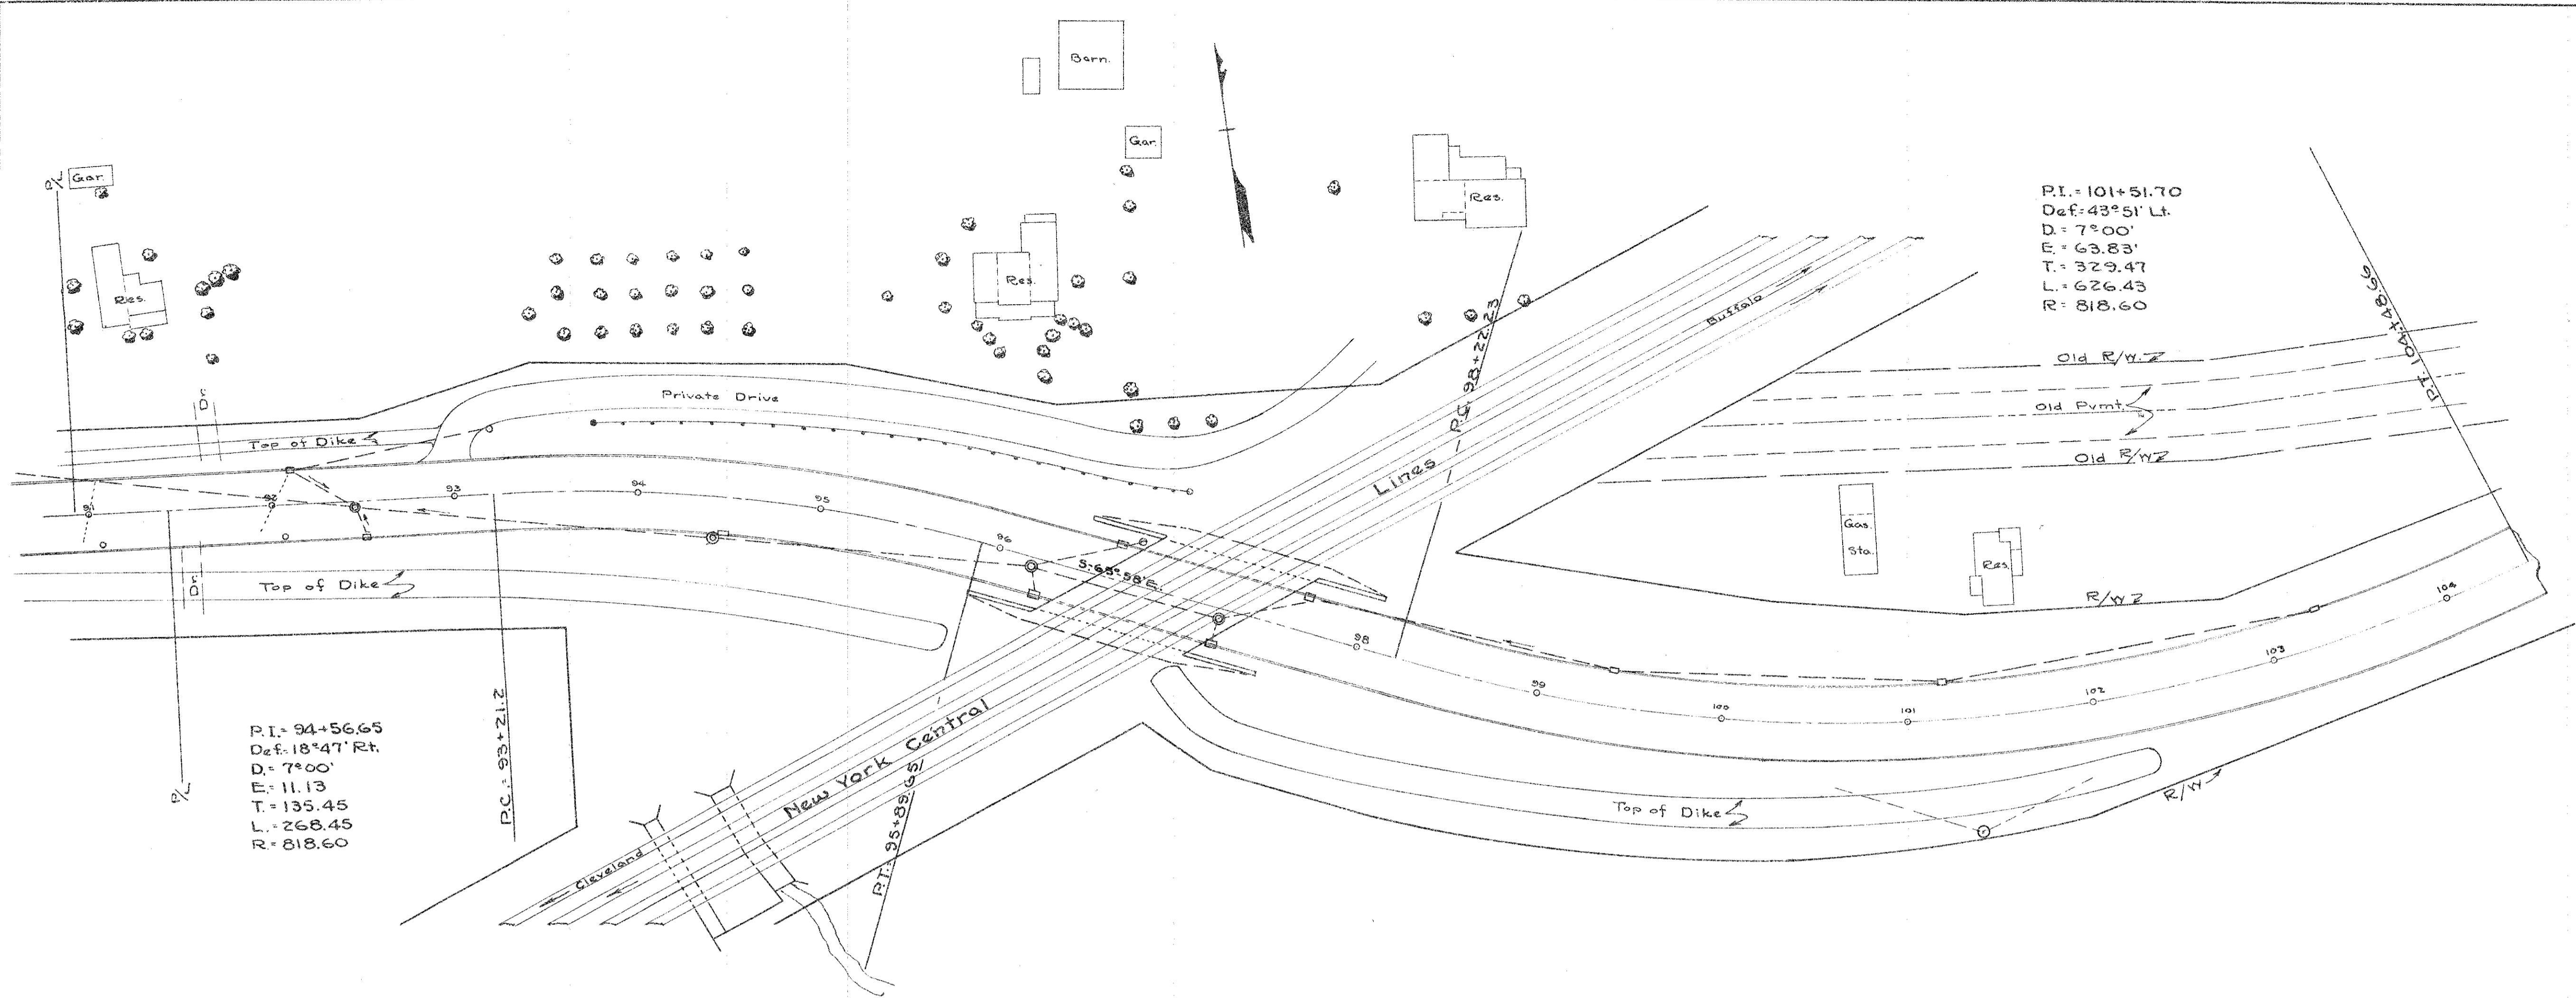 Barn.
Gar.
Gar.
P/L
Res.
Res.
Res.
P.I. = 101+51.70
Def. = 43°51' Lt.
D. = 7°00'
E. = 63.83'
T. = 329.47
L. = 626.43
R = 818.60
P.T. 104+48.66
Buffalo
P.C. 98+22.23
Old R/W
Old Pvmt.
Old R/W
Private Drive
Dr.
Top of Dike
Lines
91
92
93
94
95
96
S-65°-58'E.
Gas.
Sta.
Res.
R/W
Dr.
Top of Dike
98
99
100
101
102
103
104
P.I. = 94+56.65
Def. = 18°47' Rt.
D. = 7°00'
E. = 11.13
T. = 135.45
L. = 268.45
R. = 818.60
P/L
P.C. = 93+21.2
New York Central
P.T. = 95+89.65
Cleveland
Top of Dike
R/W